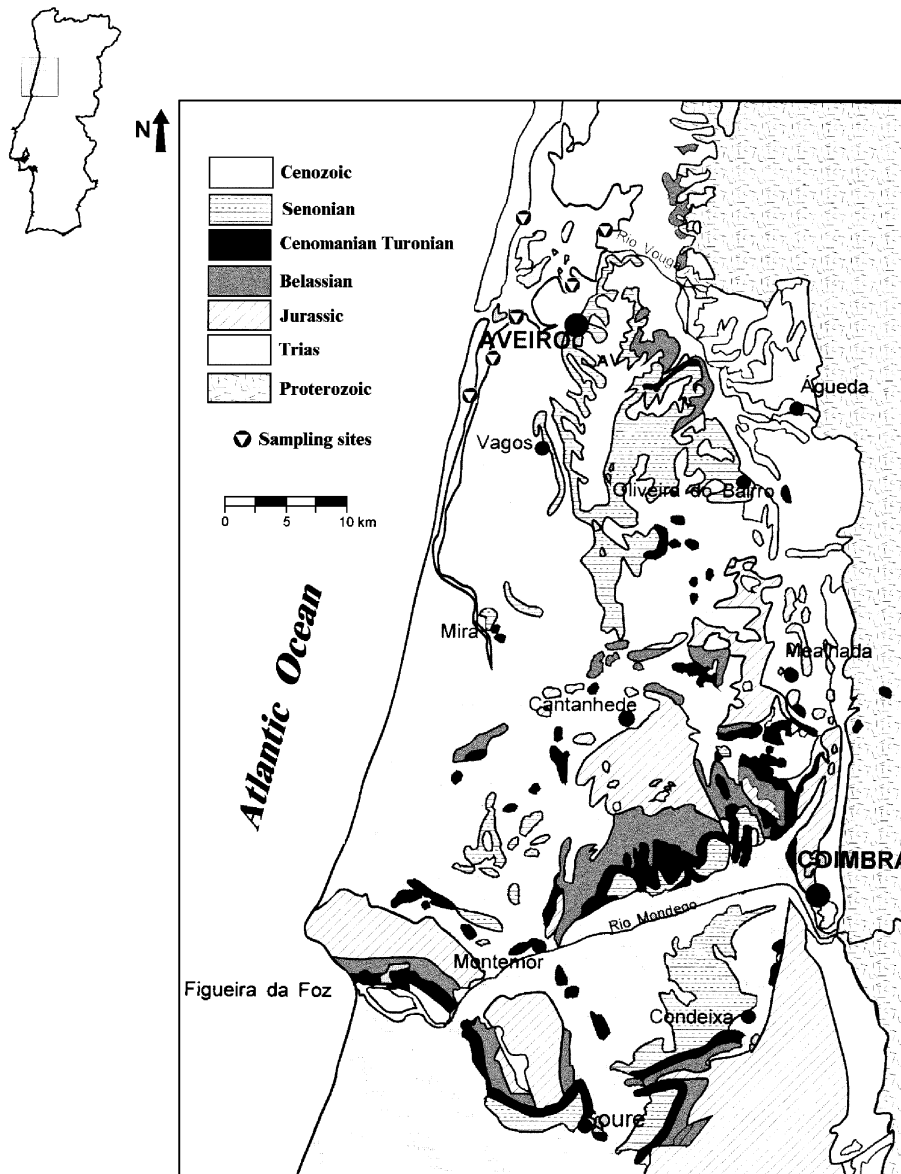 N
Cenozoic
Senonian
Cenomanian Turonian
Belassian
Jurassic
Trias
Proterozoic
Sampling sites
0 5 10 km
Rio Vouga
AVEIRO
AV
Águeda
Vagos
Oliveira do Bairro
Atlantic Ocean
Mira
Mealhada
Cantanhede
COIMBRA
Rio Mondego
Montemor
Figueira da Foz
Condeixa
Soure